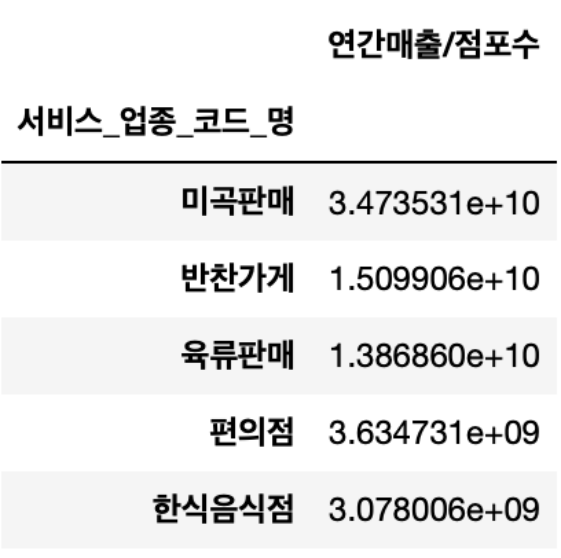 연간매출/점포수
서비스_업종_코드_명
미곡판매 3.473531e+10
반찬가게 1.509906e+10
육류판매 1.386860e+10
편의점 3.634731e+09
한식음식점 3.078006e+09